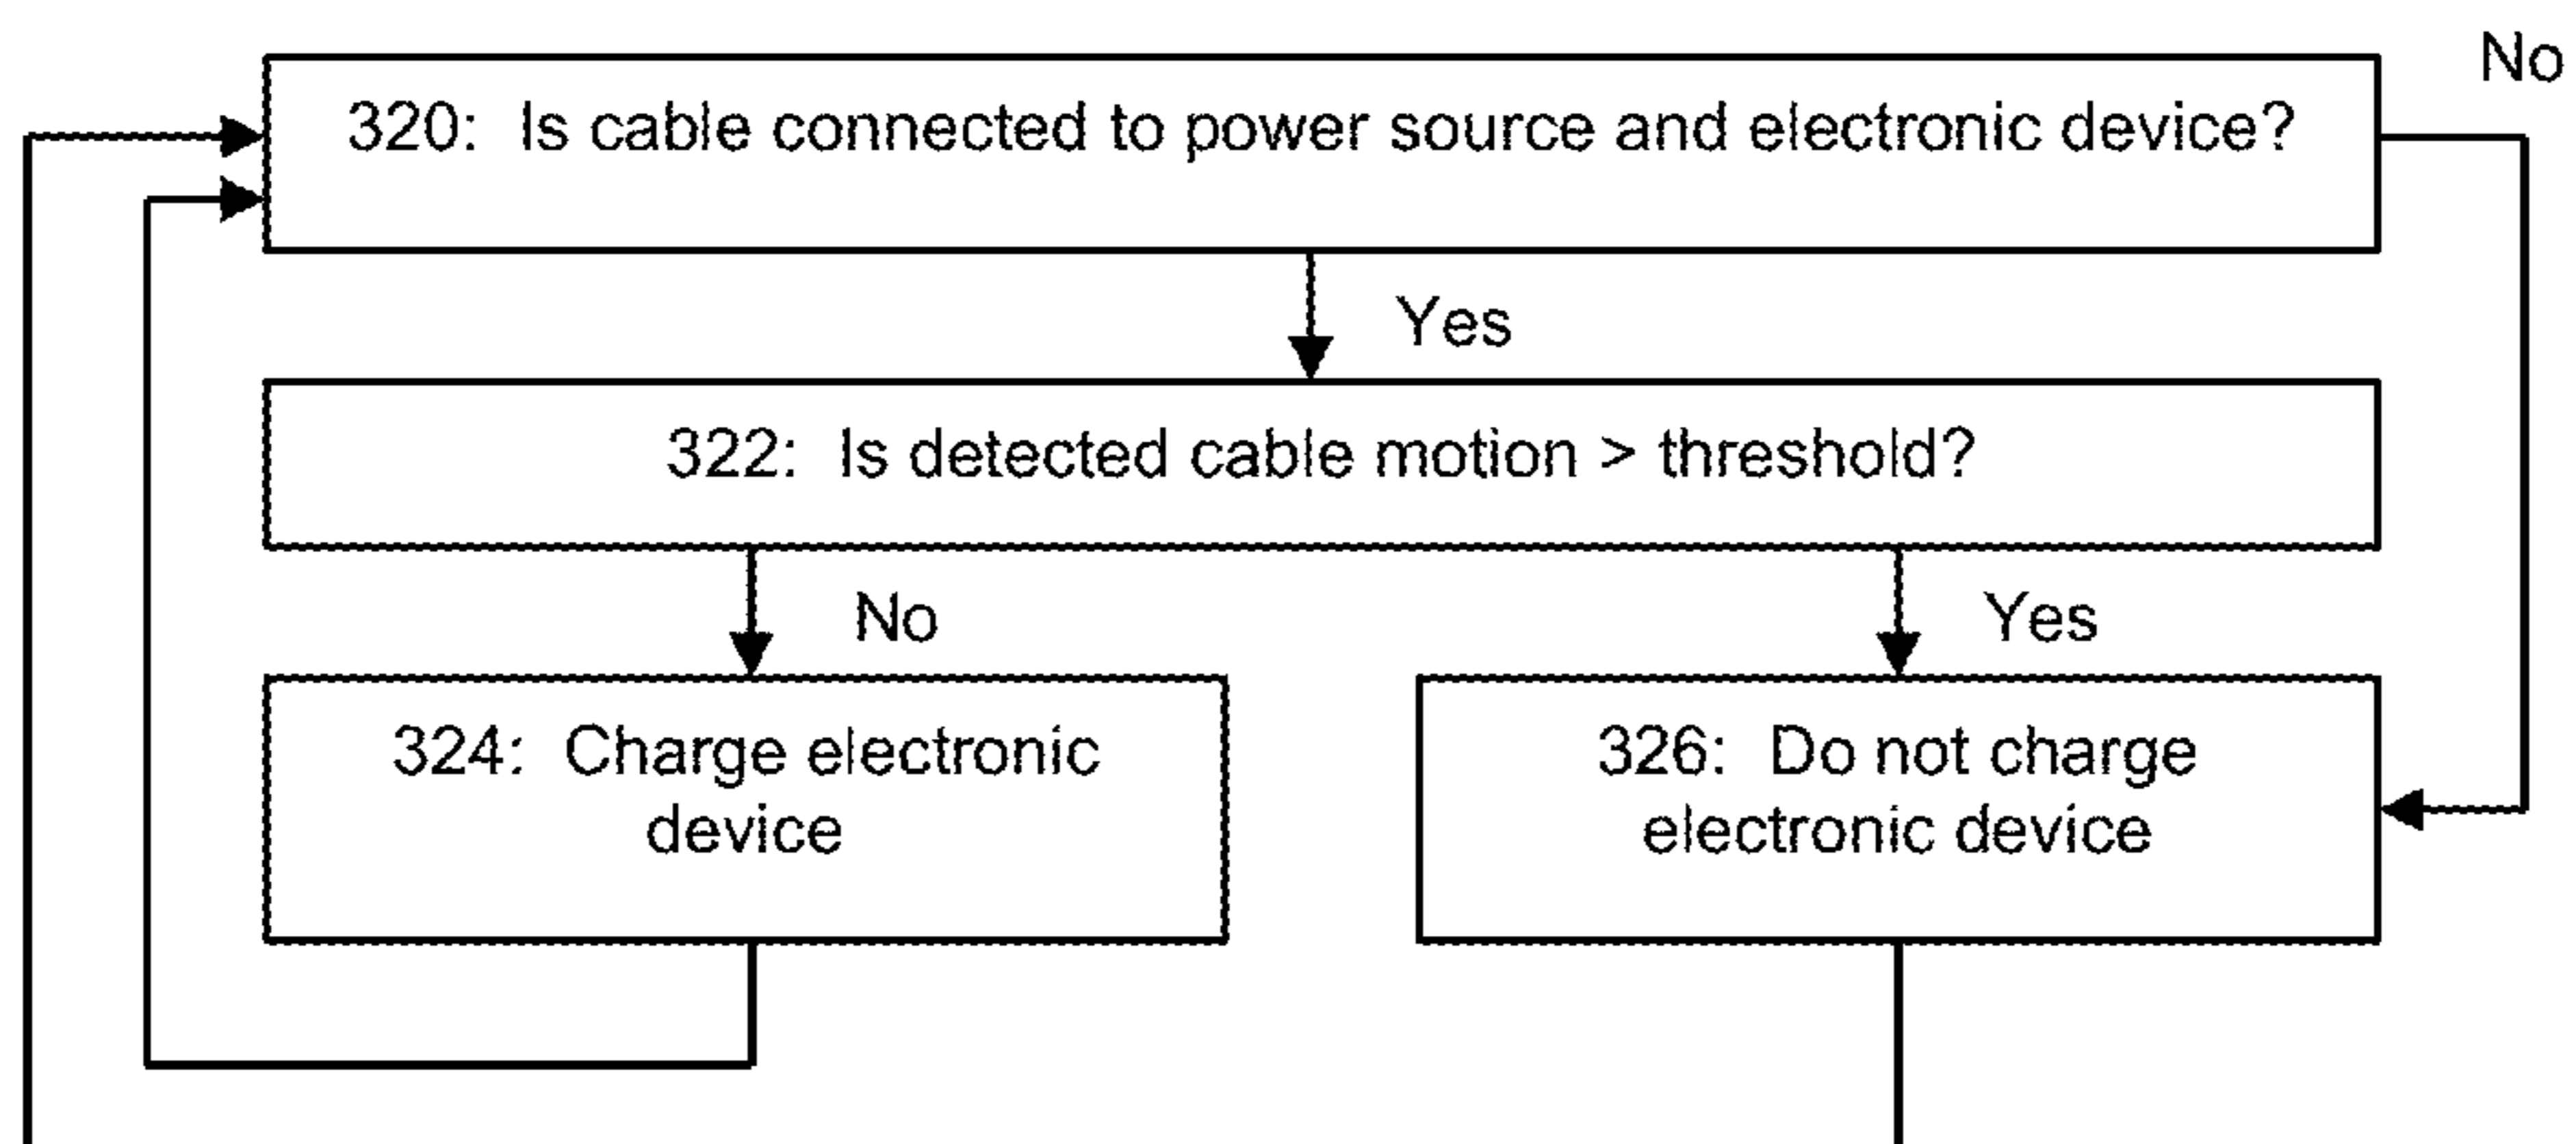 No
320: Is cable connected to power source and electronic device?
Yes
322: Is detected cable motion > threshold?
No
Yes
324: Charge electronic
device
326: Do not charge
electronic device